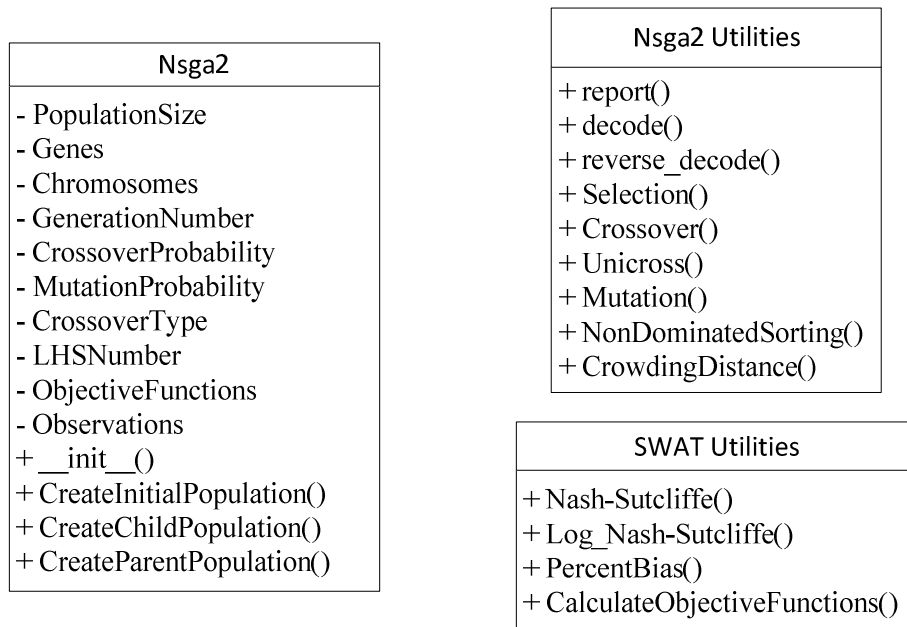 Nsga2
- PopulationSize
- Genes
- Chromosomes
- GenerationNumber
- CrossoverProbability
- MutationProbability
- CrossoverType
- LHSNumber
- ObjectiveFunctions
- Observations
+ __init__()
+ CreateInitialPopulation()
+ CreateChildPopulation()
+ CreateParentPopulation()
Nsga2 Utilities
+ report()
+ decode()
+ reverse_decode()
+ Selection()
+ Crossover()
+ Unicross()
+ Mutation()
+ NonDominatedSorting()
+ CrowdingDistance()
SWAT Utilities
+ Nash-Sutcliffe()
+ Log_Nash-Sutcliffe()
+ PercentBias()
+ CalculateObjectiveFunctions()